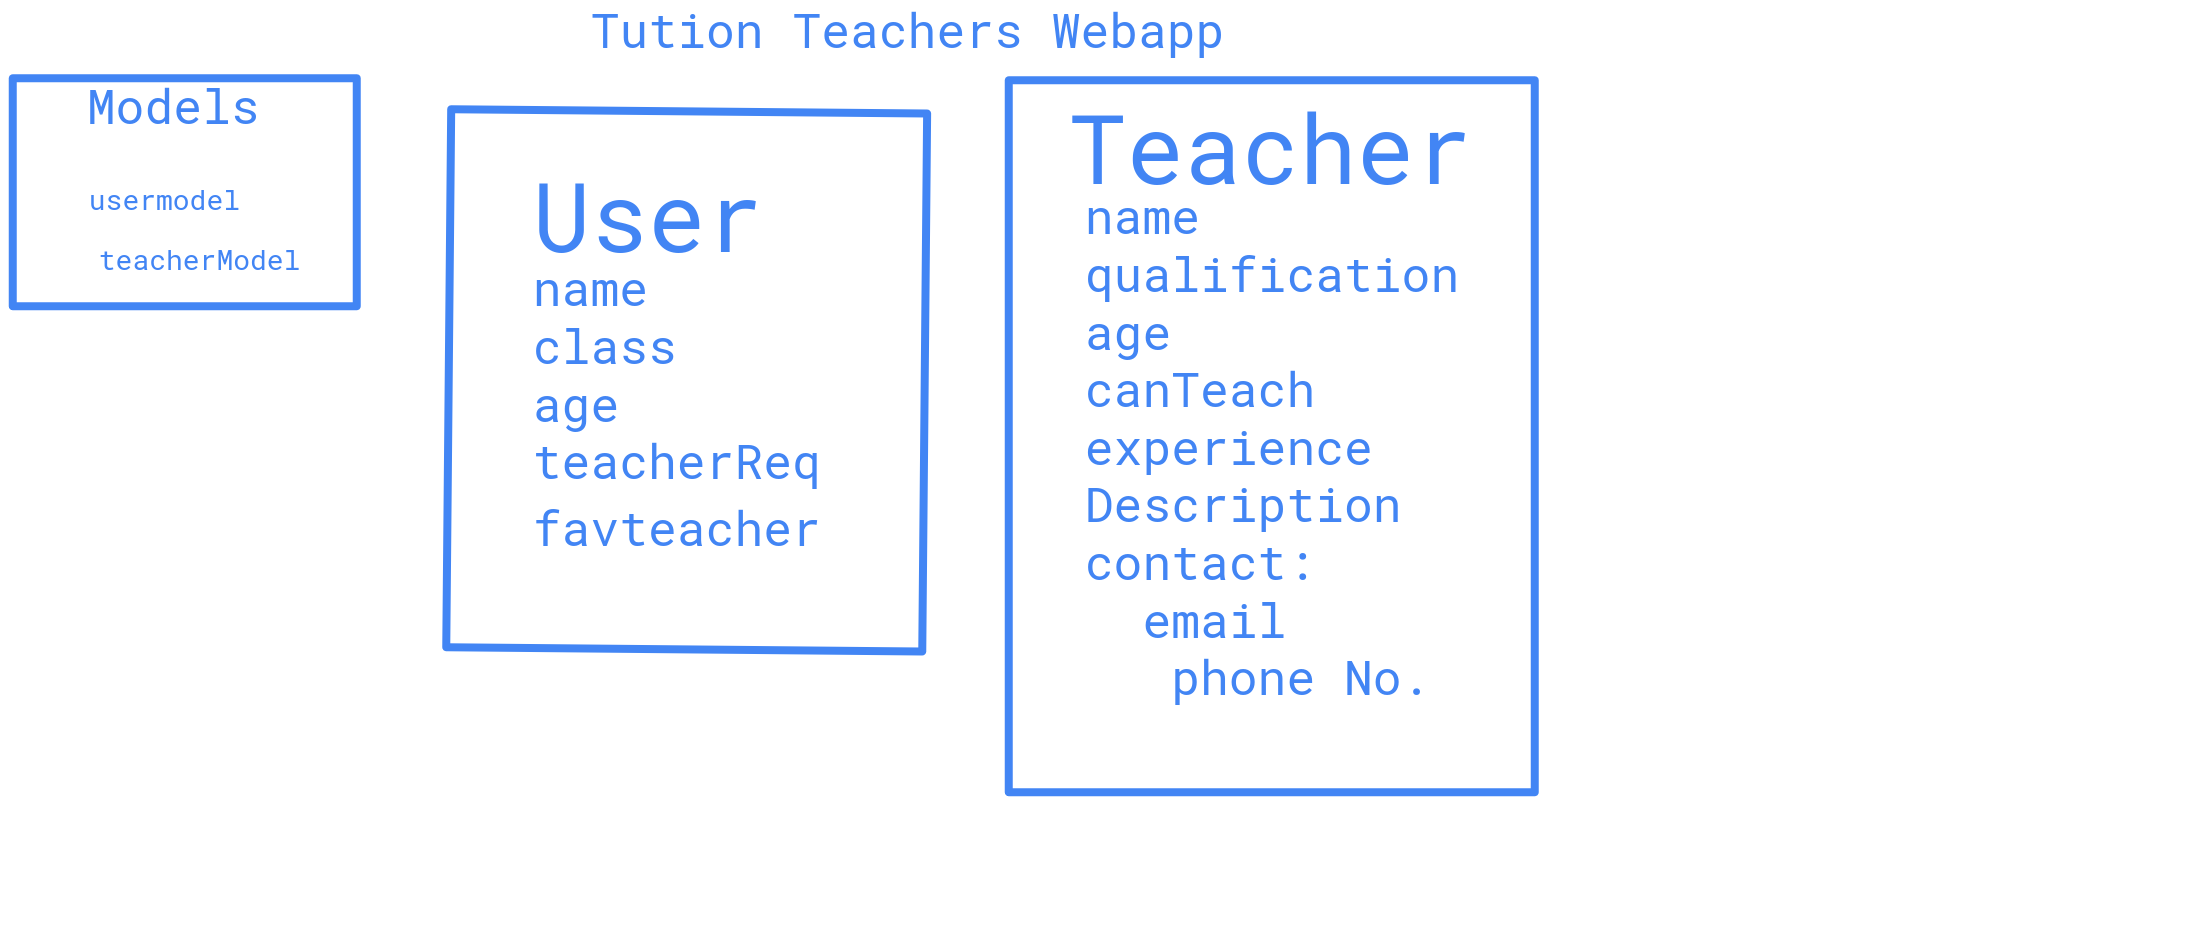 Tution Teachers Webapp
Models
usermodel
teacherModel
User
name
class
age
teacherReq
favteacher
Teacher
name
qualification
age
canTeach
experience
Description
contact:
email
phone No.